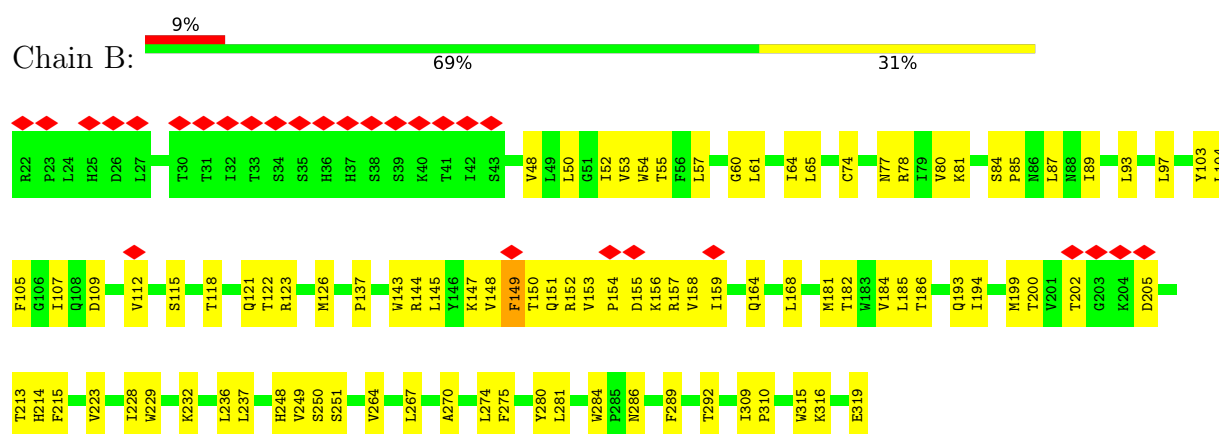 9%
Chain B:
69% 31%
R22 P23 L24 H25 D26 L27 T30 T31 I32 T33 S34 S35 H36 H37 S38 S39 K40 T41 I42 S43 V48 L49 L50 G51 I52 V53 W54 T55 F56 L57 G60 L61 I64 L65 C74 N77 R78 I79 V80 K81 S84 P85 N86 L87 N88 I89 L93 L97 Y103 L104
F105 G106 I107 Q108 D109 V112 S115 T118 Q121 T122 R123 M126 P137 W143 R144 L145 Y146 K147 V148 F149 T150 Q151 R152 V153 P154 D155 K156 R157 V158 I159 Q164 L168 M181 T182 W183 V184 L185 T186 Q193 I194 M199 T200 V201 T202 G203 K204 D205
T213 H214 F215 V223 I228 W229 K232 L236 L237 H248 V249 S250 S251 V264 L267 A270 L274 F275 Y280 L281 W284 P285 N286 F289 T292 I309 P310 W315 K316 E319